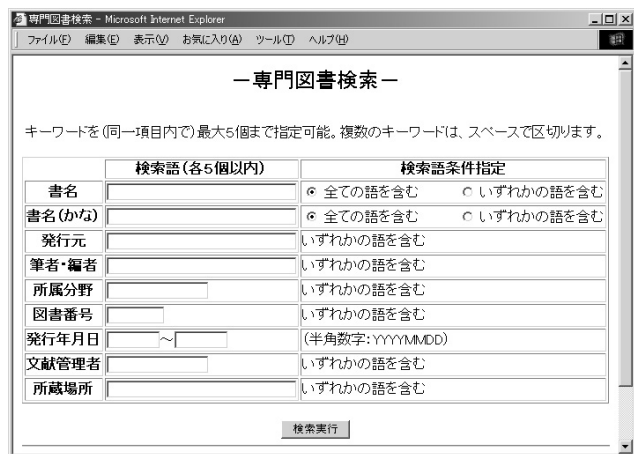 専門図書検索 - Microsoft Internet Explorer
ファイル(F) 編集(E) 表示(V) お気に入り(A) ツール(T) ヘルプ(H)
－専門図書検索－
キーワードを(同一項目内で)最大5個まで指定可能。複数のキーワードは、スペースで区切ります。
検索語(各5個以内) 検索語条件指定
書名 全ての語を含む いずれかの語を含む
書名(かな) 全ての語を含む いずれかの語を含む
発行元 いずれかの語を含む
筆者・編者 いずれかの語を含む
所属分野 いずれかの語を含む
図書番号 いずれかの語を含む
発行年月日 ～ (半角数字:YYYYMMDD)
文献管理者 いずれかの語を含む
所蔵場所 いずれかの語を含む
検索実行